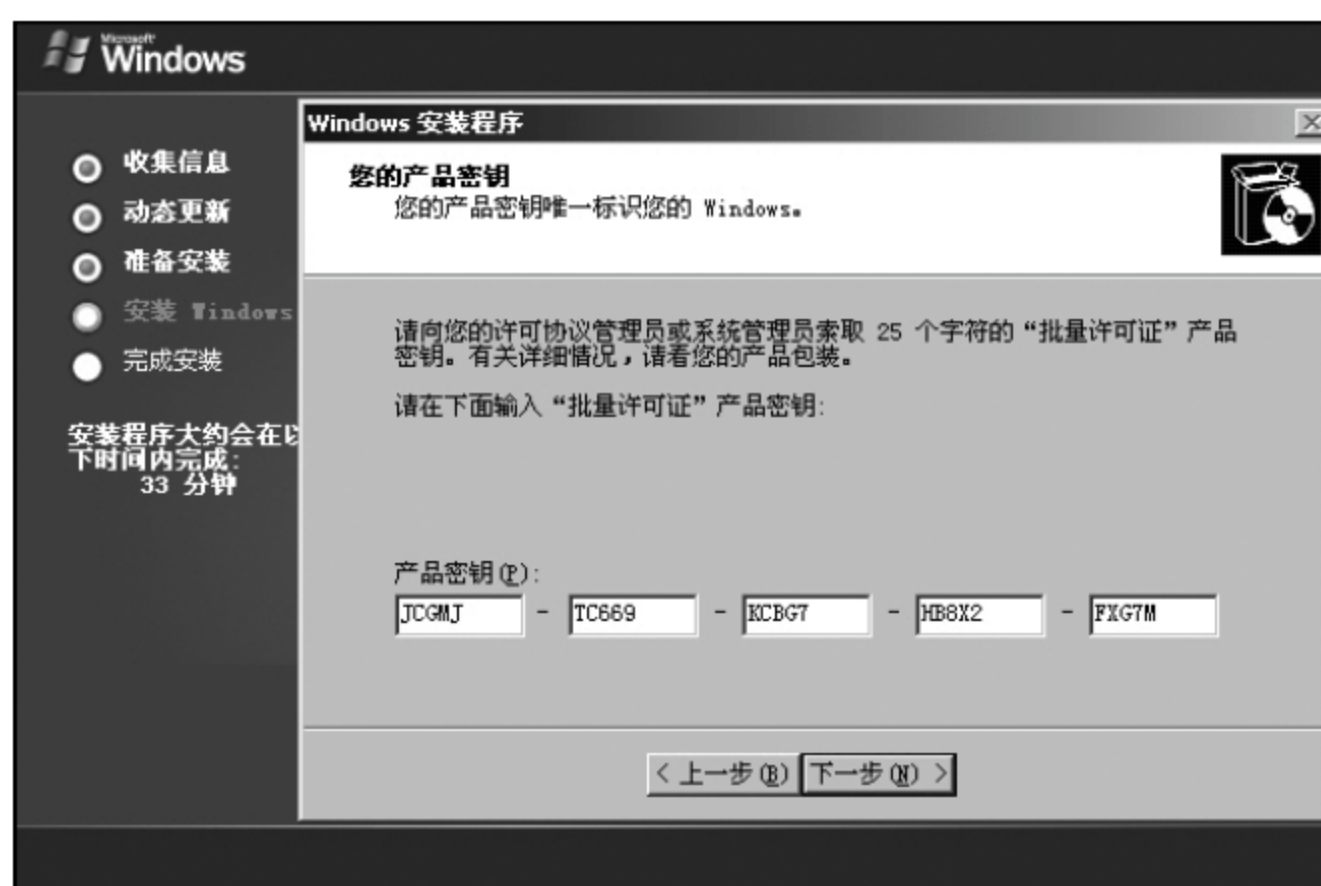 Microsoft
Windows
收集信息
动态更新
准备安装
安装 Windows
完成安装
安装程序大约会在以
下时间内完成:
33 分钟
Windows 安装程序
您的产品密钥
您的产品密钥唯一标识您的 Windows。
请向您的许可协议管理员或系统管理员索取 25 个字符的“批量许可证”产品
密钥。有关详细情况,请看您的产品包装。
请在下面输入“批量许可证”产品密钥:
产品密钥(P):
JCGMJ - TC669 - KCBG7 - HB8X2 - FXG7M
< 上一步(B) 下一步(N) >